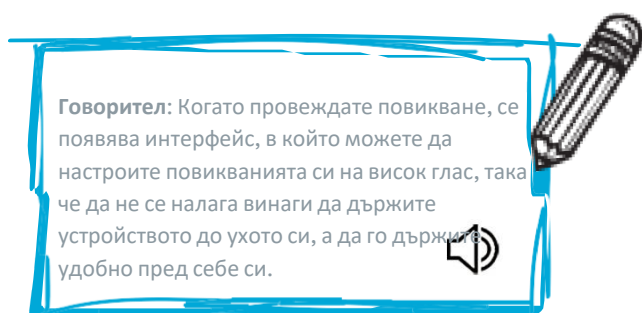 Говорител: Когато провеждате повикване, се
появява интерфейс, в който можете да
настроите повикванията си на висок глас, така
че да не се налага винаги да държите
устройството до ухото си, а да го държите
удобно пред себе си.